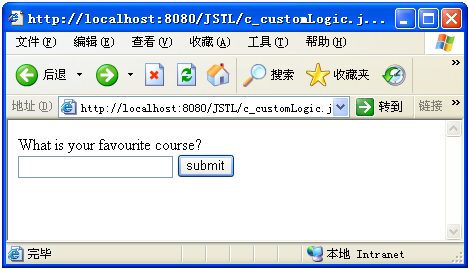 http://localhost:8080/JSTL/c_customLogic.j...
文件(F) 编辑(E) 查看(V) 收藏(A) 工具(T) 帮助(H) »
后退 搜索 收藏夹 »
地址(D) http://localhost:8080/JSTL/c_customLogic.jsp 转到 链接 »
What is your favourite course?
submit
完毕 本地 Intranet